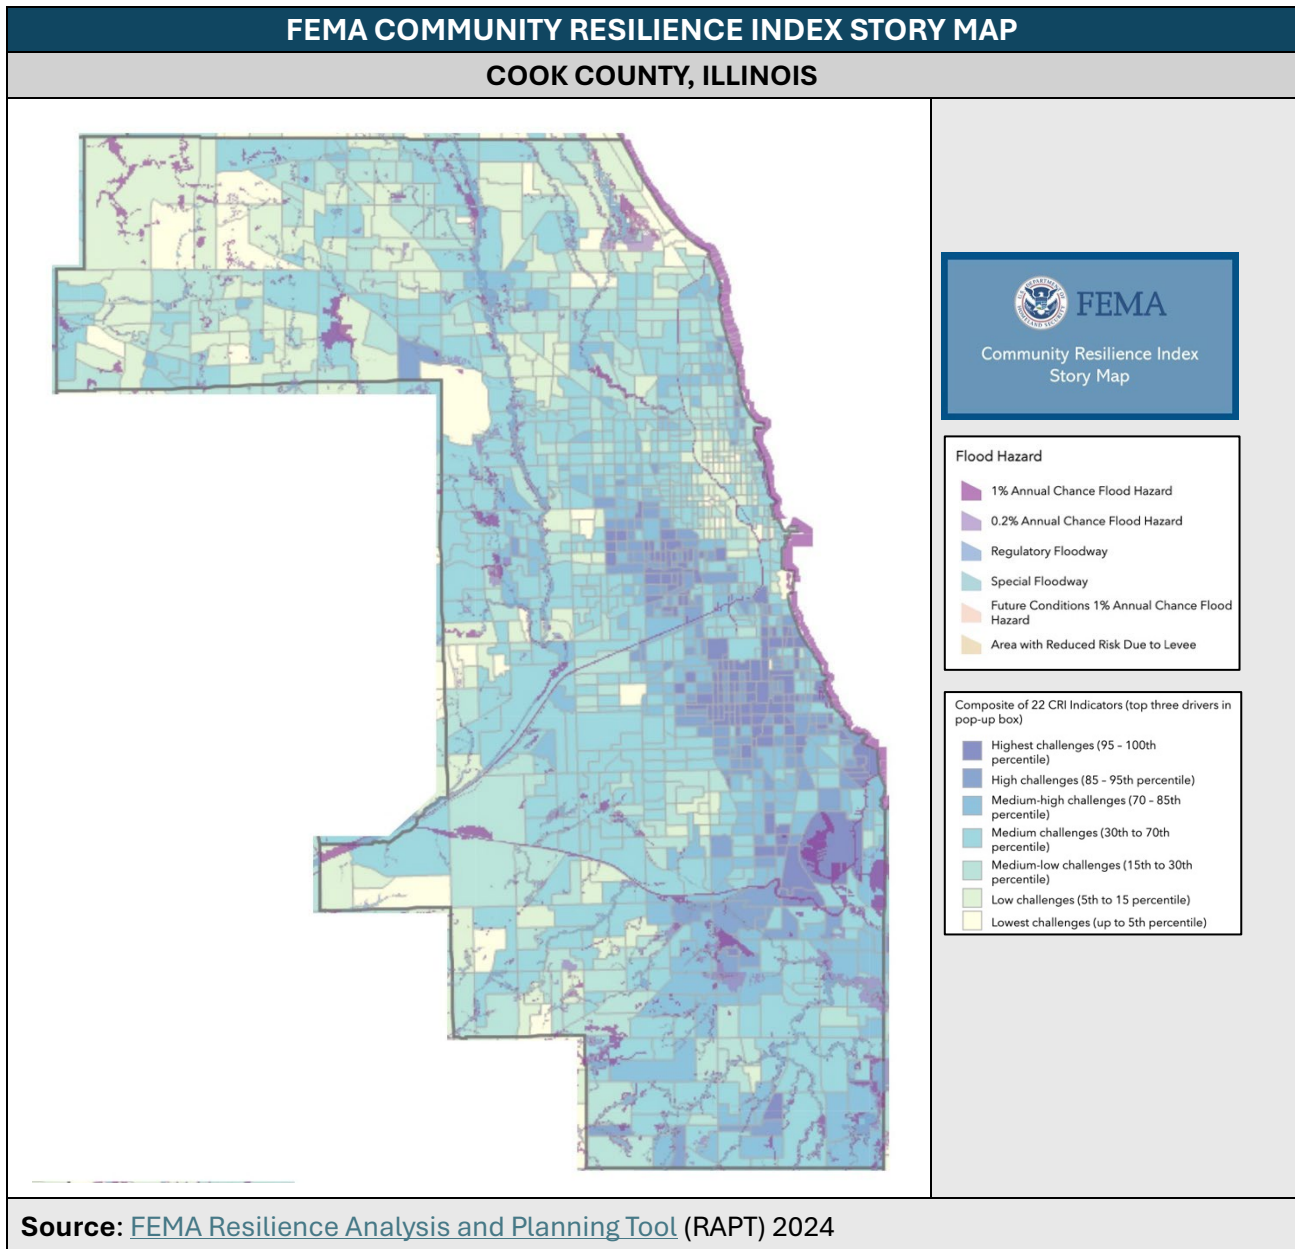 FEMA COMMUNITY RESILIENCE INDEX STORY MAP
COOK COUNTY, ILLINOIS
U.S. DEPARTMENT OF
HOMELAND SECURITY
FEMA
Community Resilience Index
Story Map
Flood Hazard
1% Annual Chance Flood Hazard
0.2% Annual Chance Flood Hazard
Regulatory Floodway
Special Floodway
Future Conditions 1% Annual Chance Flood
Hazard
Area with Reduced Risk Due to Levee
Composite of 22 CRI Indicators (top three drivers in
pop-up box)
Highest challenges (95 - 100th
percentile)
High challenges (85 - 95th percentile)
Medium-high challenges (70 - 85th
percentile)
Medium challenges (30th to 70th
percentile)
Medium-low challenges (15th to 30th
percentile)
Low challenges (5th to 15 percentile)
Lowest challenges (up to 5th percentile)
Source: FEMA Resilience Analysis and Planning Tool (RAPT) 2024